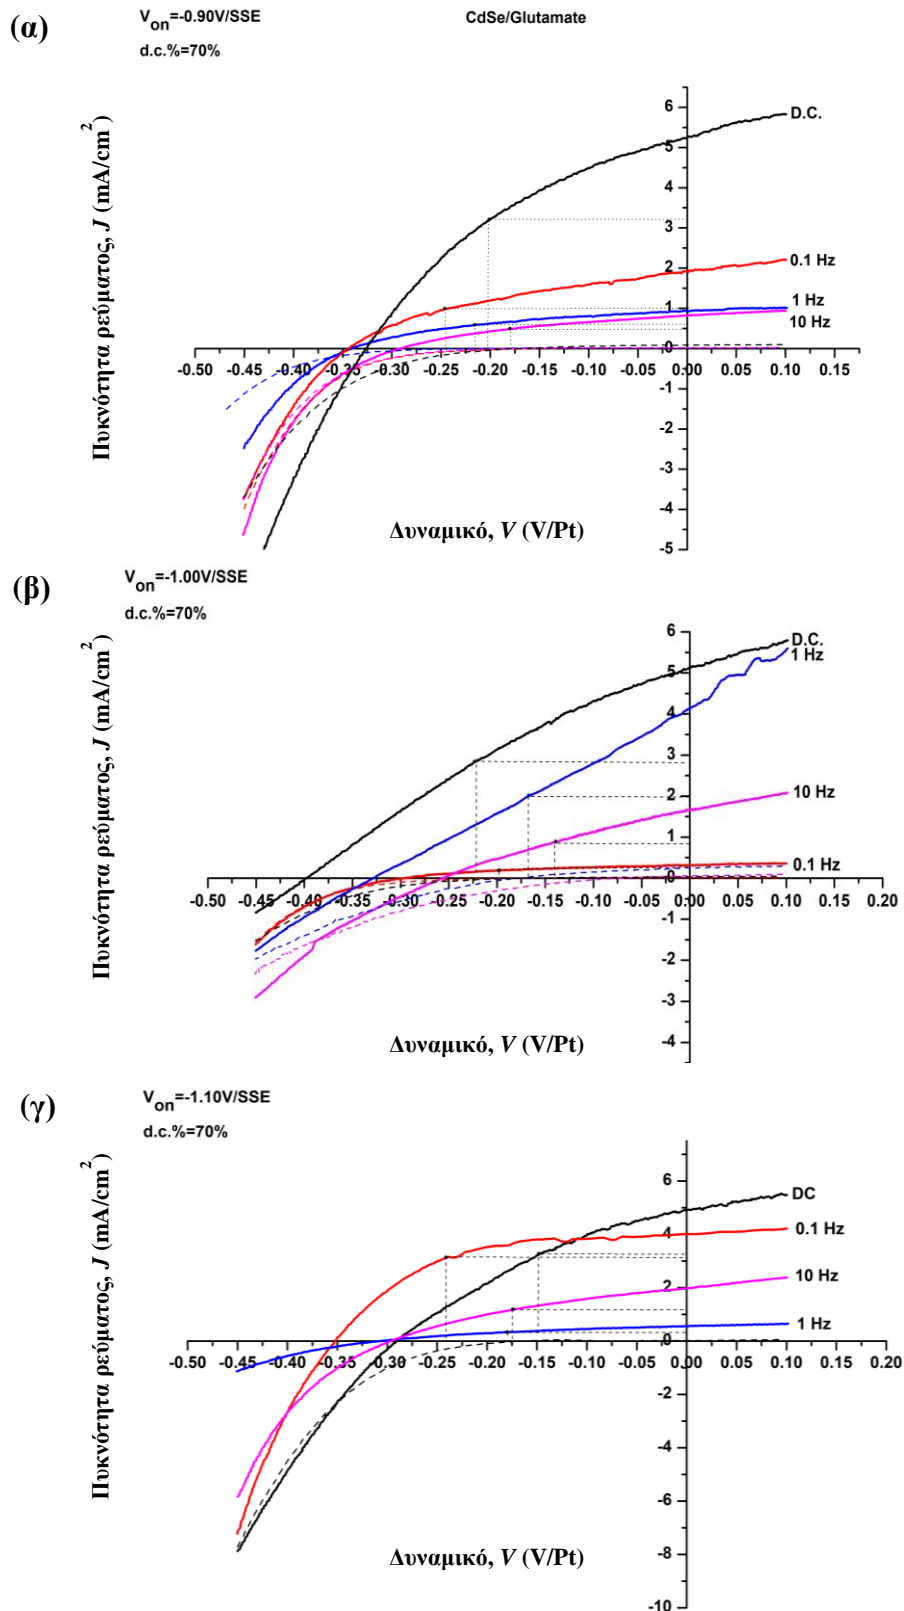 (α)
V_on=-0.90V/SSE
CdSe/Glutamate
d.c.%=70%
Πυκνότητα ρεύματος, J (mA/cm²)
6
D.C.
5
4
3
0.1 Hz
2
1 Hz
1
10 Hz
0
-0.50 -0.45 -0.40 -0.35 -0.30 -0.25 -0.20 -0.15 -0.10 -0.05 0.00 0.05 0.10 0.15
-1
-2
-3
-4
Δυναμικό, V (V/Pt)
-5
(β)
V_on=-1.00V/SSE
d.c.%=70%
Πυκνότητα ρεύματος, J (mA/cm²)
6
D.C.
1 Hz
5
4
3
10 Hz
2
1
0.1 Hz
0
-0.50 -0.45 -0.40 -0.35 -0.30 -0.25 -0.20 -0.15 -0.10 -0.05 0.00 0.05 0.10 0.15 0.20
-1
-2
-3
-4
Δυναμικό, V (V/Pt)
(γ)
V_on=-1.10V/SSE
d.c.%=70%
Πυκνότητα ρεύματος, J (mA/cm²)
6
DC
0.1 Hz
4
10 Hz
2
1 Hz
0
-0.50 -0.45 -0.40 -0.35 -0.30 -0.25 -0.20 -0.15 -0.10 -0.05 0.00 0.05 0.10 0.15 0.20
-2
-4
-6
-8
Δυναμικό, V (V/Pt)
-10